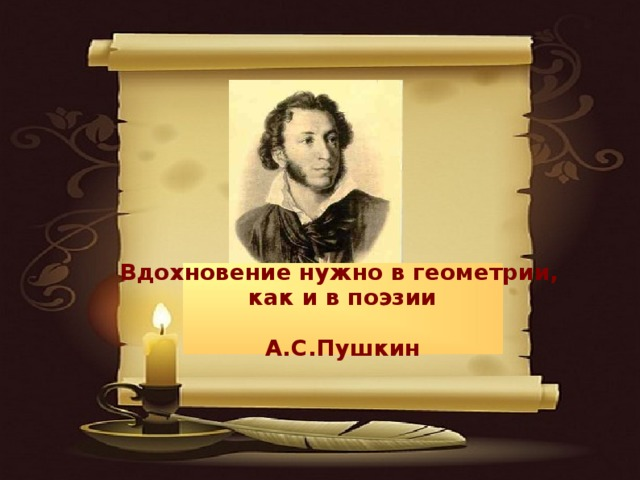 Вдохновение нужно в геометрии,
как и в поэзии
А.С.Пушкин